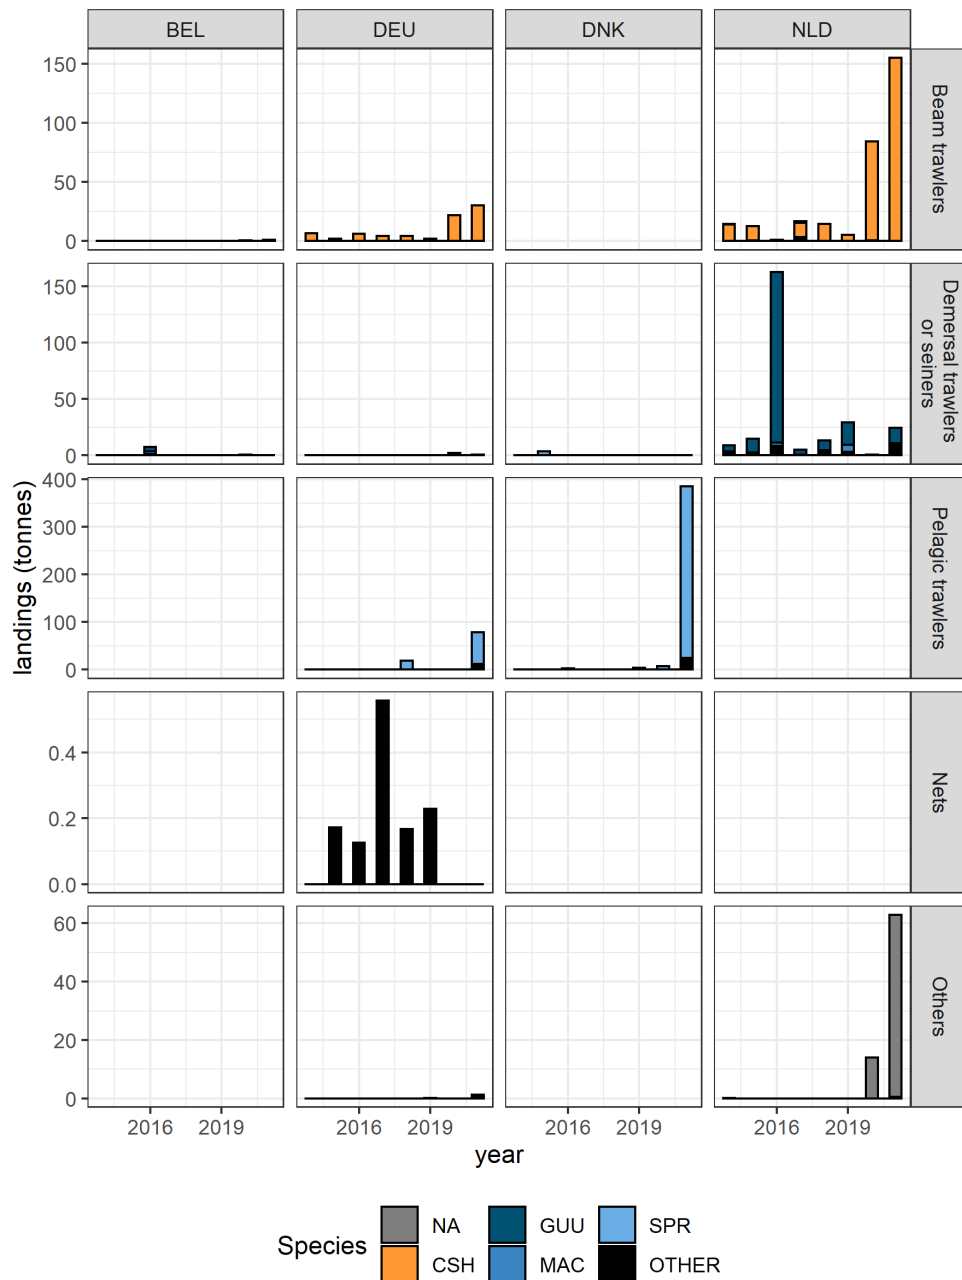 BEL DEU DNK NLD
150
100
50
0
Beam trawlers
150
100
50
0
Demersal trawlers
or seiners
landings (tonnes)
400
300
200
100
0
Pelagic trawlers
0.4
0.2
0.0
Nets
60
40
20
0
Others
2016 2019 2016 2019 2016 2019 2016 2019
year
Species
NA GUU SPR
CSH MAC OTHER